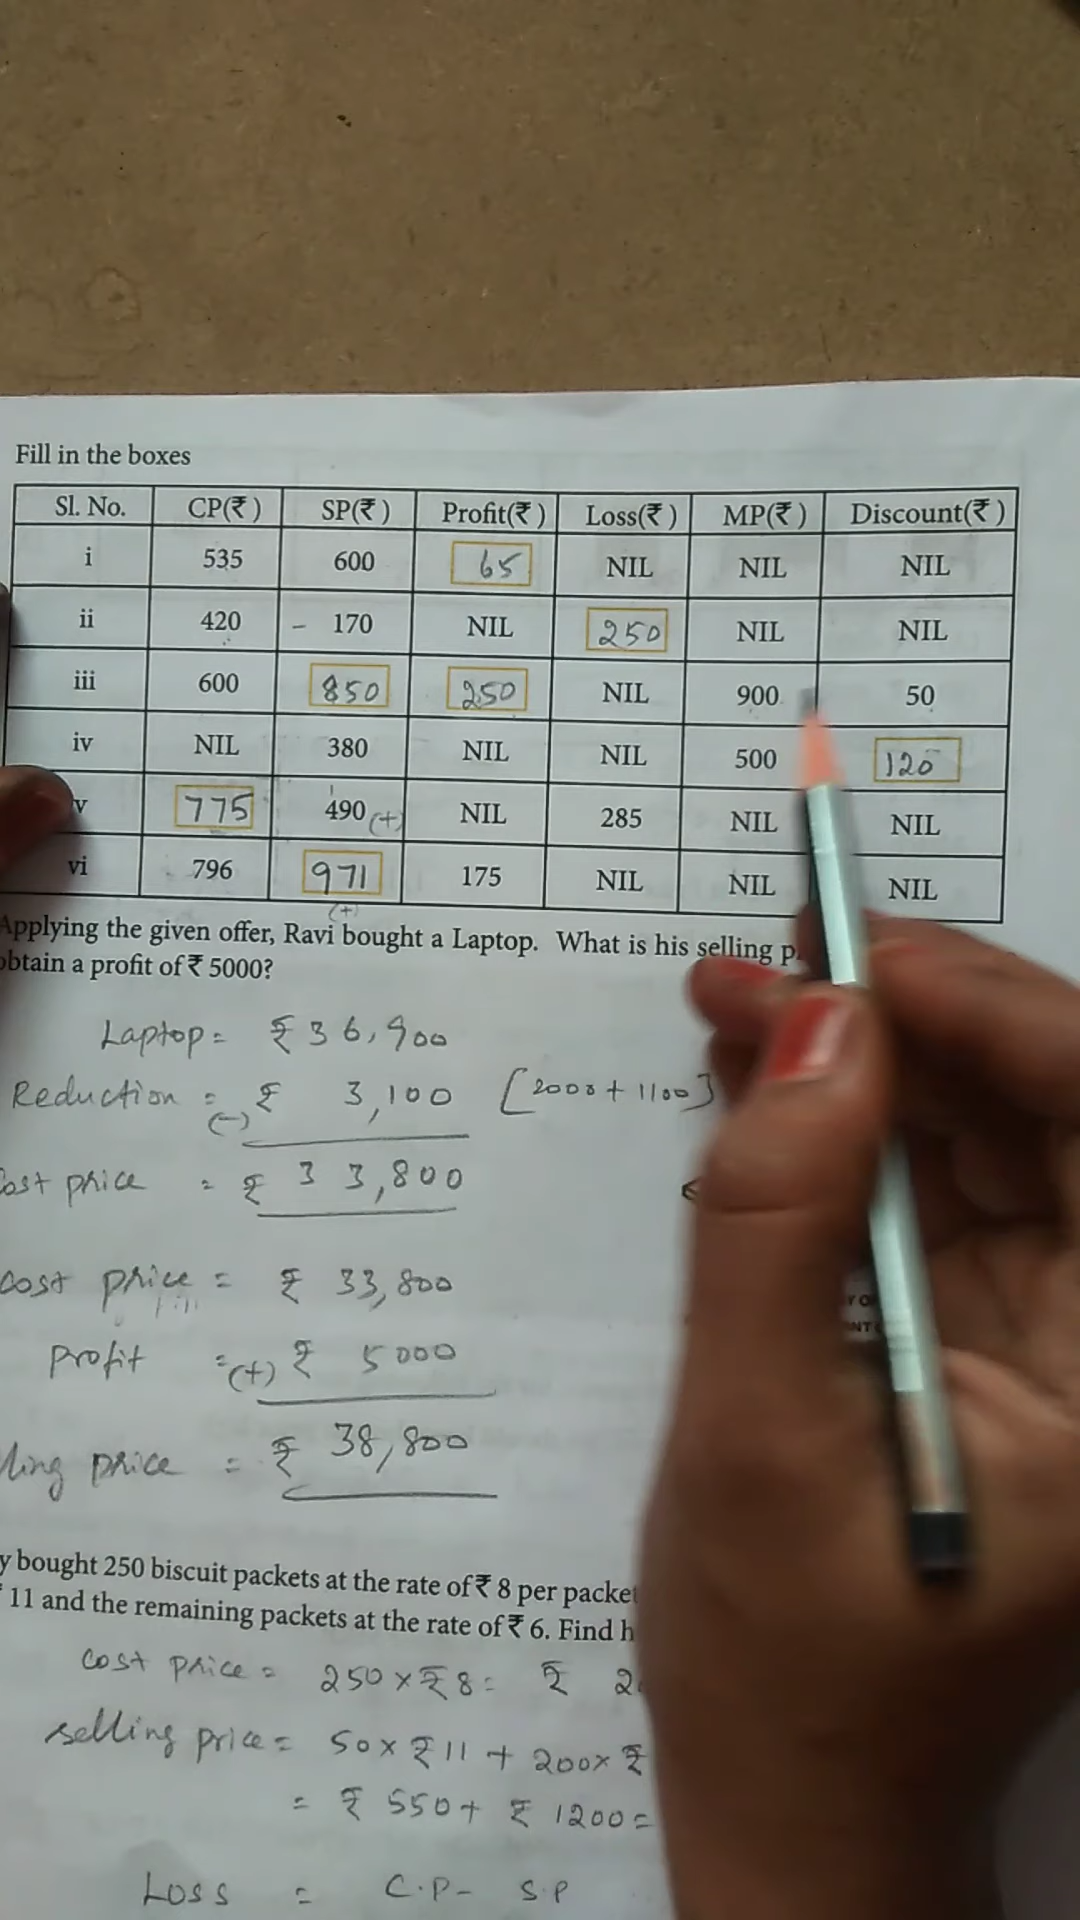 Fill in the boxes
Sl. No. CP(₹) SP(₹) Profit(₹) Loss(₹) MP(₹) Discount(₹)
i 535 600 65 NIL NIL NIL
ii 420 - 170 NIL 250 NIL NIL
iii 600 850 250 NIL 900 50
iv NIL 380 NIL NIL 500 120
v 775 490 (+) NIL 285 NIL NIL
vi 796 971 175 NIL NIL NIL
(+)
Applying the given offer, Ravi bought a Laptop. What is his selling
obtain a profit of ₹ 5000?
Laptop = ₹ 36,900
Reduction = (-) ₹ 3,100 [2000 + 1100]
Cost price = ₹ 33,800
Cost price = ₹ 33,800
Profit = (+) ₹ 5000
lling price = ₹ 38,800
y bought 250 biscuit packets at the rate of ₹ 8 per packet
11 and the remaining packets at the rate of ₹ 6. Find h
Cost price = 250 × ₹ 8 = ₹ 2
selling price = 50 × ₹ 11 + 200 × ₹
= ₹ 550 + ₹ 1200 =
Loss = C.P - S.P